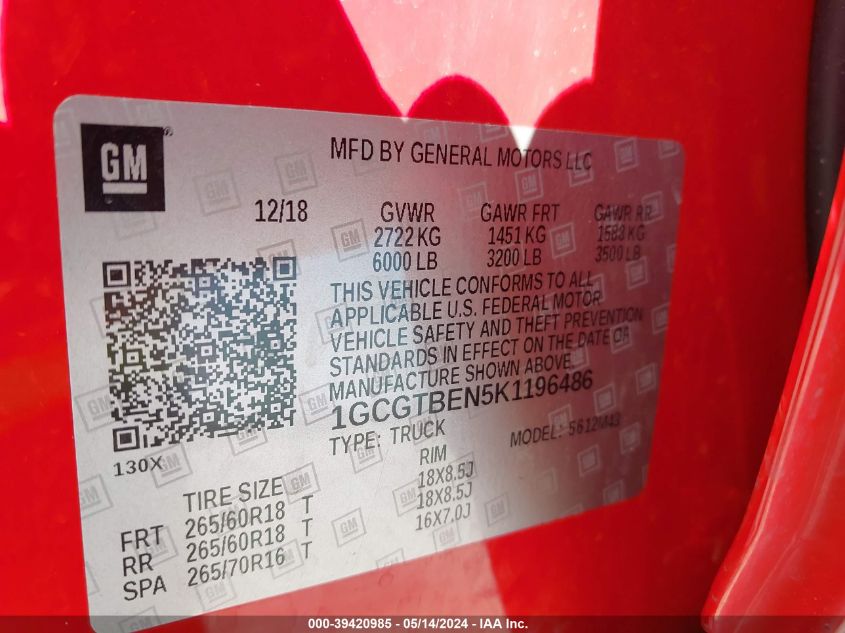 GM
MFD BY GENERAL MOTORS LLC
12/18 GVWR GAWR FRT GAWR RR
2722 KG 1451 KG 1588 KG
6000 LB 3200 LB 3500 LB
THIS VEHICLE CONFORMS TO ALL
APPLICABLE U.S. FEDERAL MOTOR
VEHICLE SAFETY AND THEFT PREVENTION
STANDARDS IN EFFECT ON THE DATE OF
MANUFACTURE SHOWN ABOVE.
1GCGTBEN5K1196486
TYPE: TRUCK MODEL: 5612M43
130X
TIRE SIZE RIM
FRT 265/60R18 T 18X8.5J
RR 265/60R18 T 18X8.5J
SPA 265/70R16 T 16X7.0J
000-39420985 - 05/14/2024 - IAA Inc.